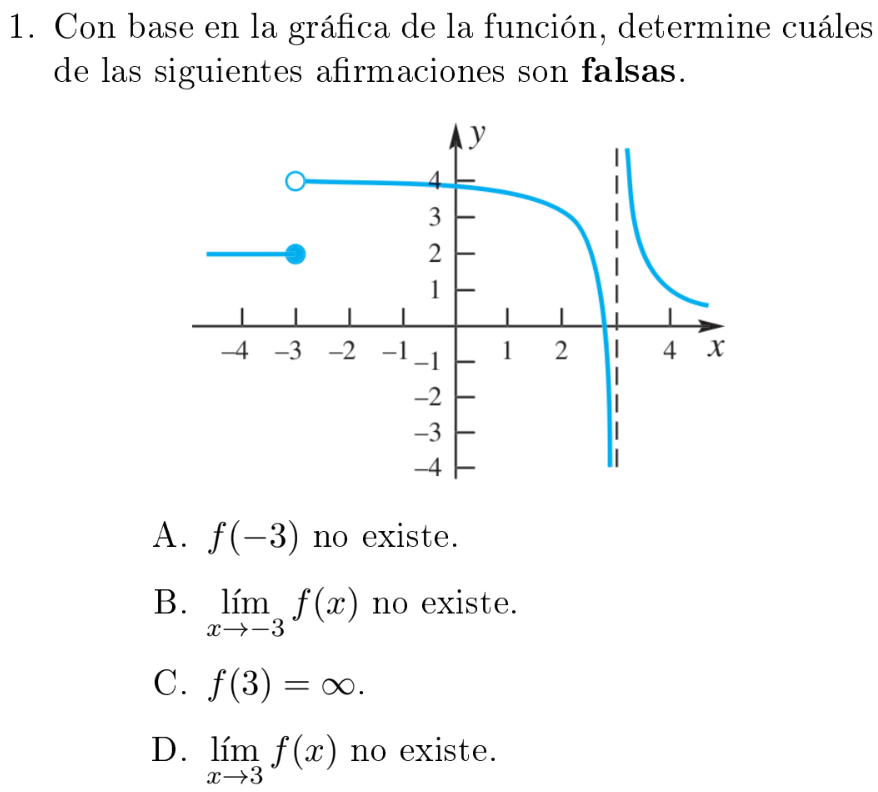 1. Con base en la gráfica de la función, determine cuáles
de las siguientes afirmaciones son falsas.
y
4
3
2
1
−4 −3 −2 −1 1 2 4 x
−1
−2
−3
−4
A. f(−3) no existe.
B. lím x→−3 f(x) no existe.
C. f(3) = ∞.
D. lím x→3 f(x) no existe.